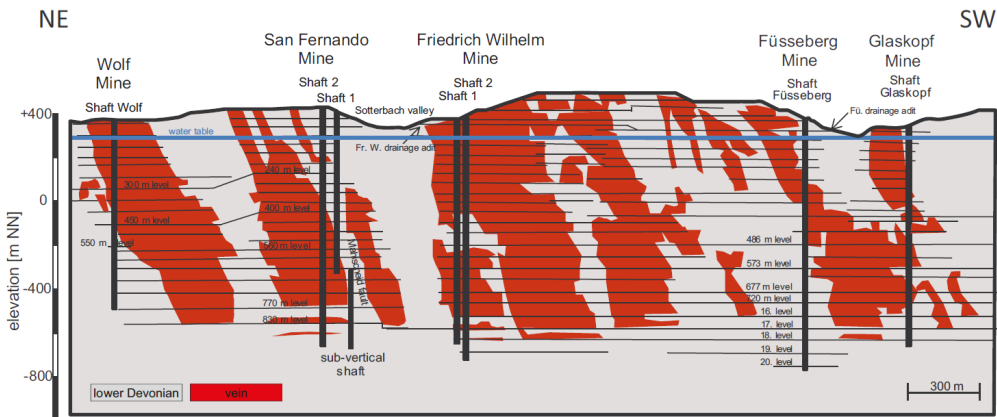 NE
SW
Wolf
Mine
San Fernando
Mine
Friedrich Wilhelm
Mine
Füsseberg
Mine
Glaskopf
Mine
Shaft Wolf
Shaft 2
Shaft 1
Sotterbach valley
Shaft 2
Shaft 1
Shaft
Füsseberg
Shaft
Glaskopf
Fü. drainage adit
water table
Fr. W. drainage adit
elevation [m NN]
+400
0
-400
-800
300 m level
450 m level
550 m level
240 m level
400 m level
560 m level
770 m level
830 m level
Mahlscheid fault
sub-vertical
shaft
486 m level
573 m level
677 m level
720 m level
16. level
17. level
18. level
19. level
20. level
lower Devonian
vein
300 m